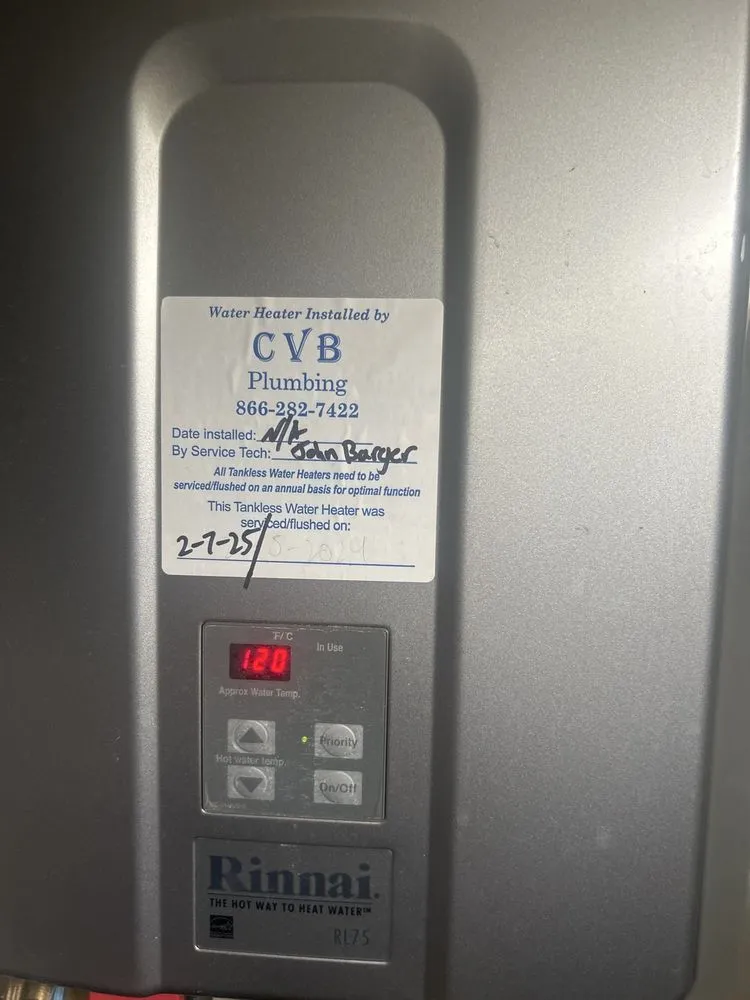 Water Heater Installed by
CVB
Plumbing
866-282-7422
Date installed: N/A
By Service Tech: John Barger
All Tankless Water Heaters need to be
serviced/flushed on an annual basis for optimal function
This Tankless Water Heater was
serviced/flushed on:
2-7-25/ 5-2024
°F/°C
In Use
120
Approx Water Temp.
Priority
Hot water temp.
On/Off
Rinnai.
THE HOT WAY TO HEAT WATER™
RL75